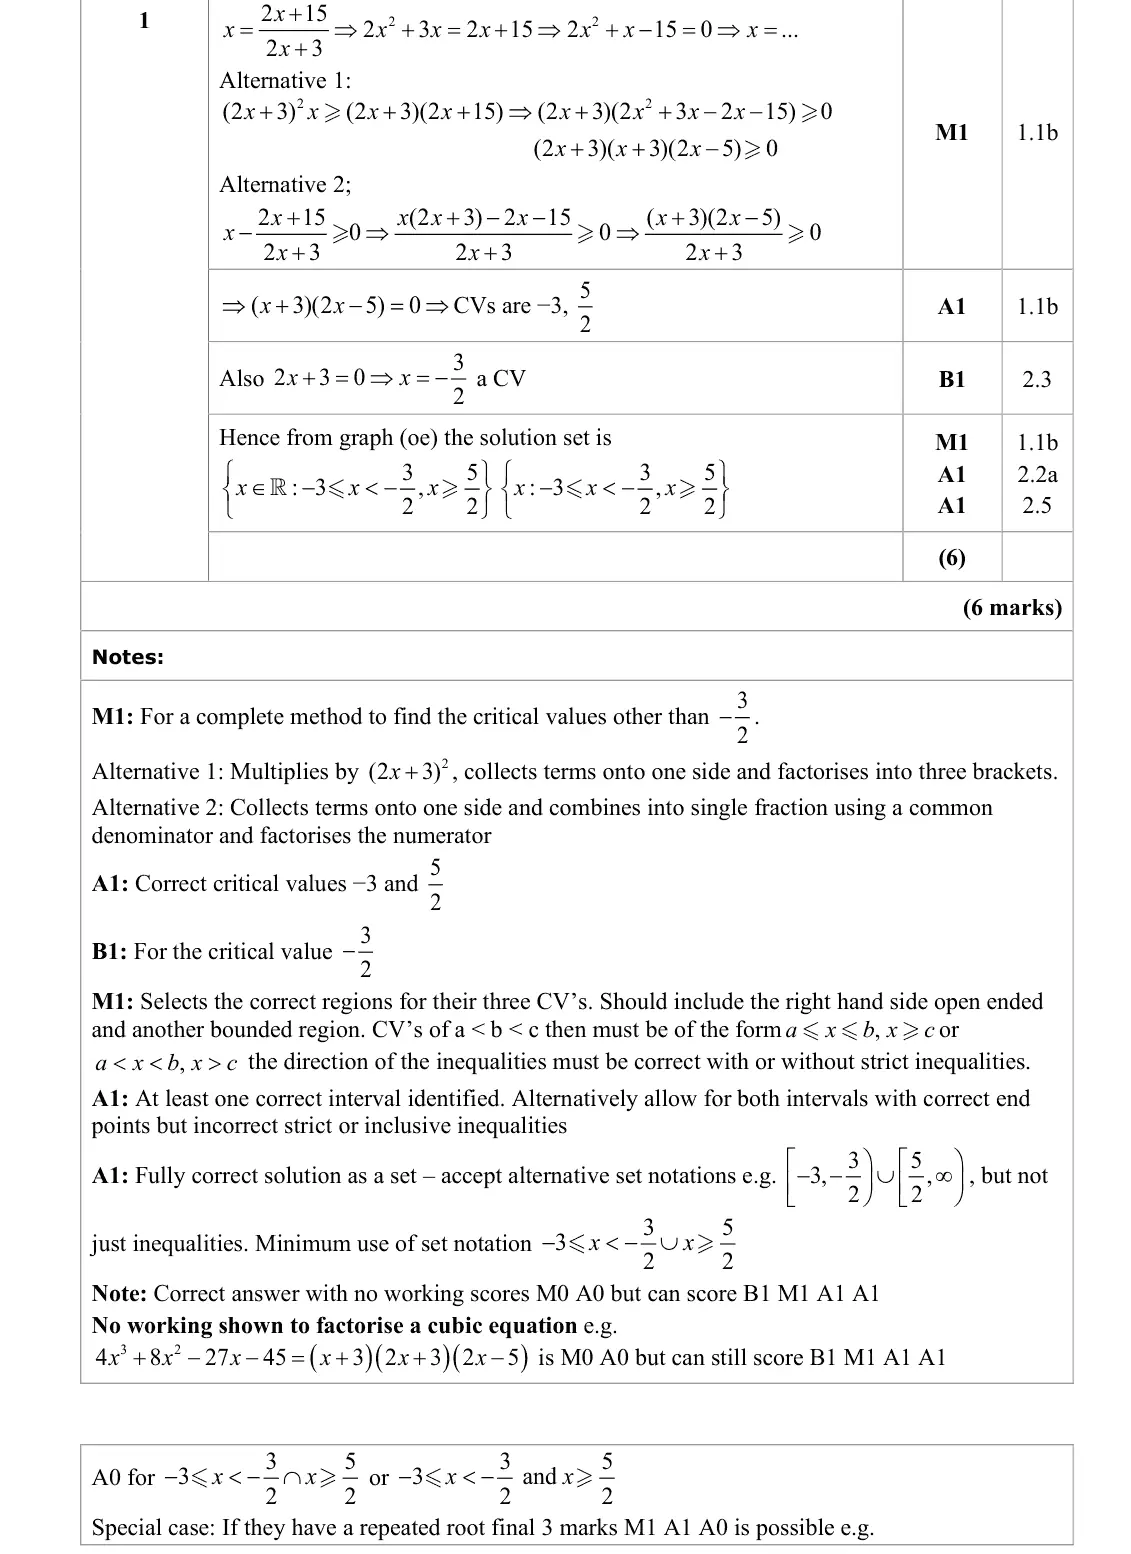 1
x = (2x+15)/(2x+3) ⇒ 2x² + 3x = 2x + 15 ⇒ 2x² + x − 15 = 0 ⇒ x = ...
Alternative 1:
(2x+3)² x ⩾ (2x+3)(2x+15) ⇒ (2x+3)(2x² + 3x − 2x − 15) ⩾ 0
(2x+3)(x+3)(2x−5) ⩾ 0
M1 1.1b
Alternative 2;
x − (2x+15)/(2x+3) ⩾ 0 ⇒ (x(2x+3) − 2x − 15)/(2x+3) ⩾ 0 ⇒ ((x+3)(2x−5))/(2x+3) ⩾ 0
⇒ (x+3)(2x−5) = 0 ⇒ CVs are −3, 5/2 A1 1.1b
Also 2x+3 = 0 ⇒ x = −3/2 a CV B1 2.3
Hence from graph (oe) the solution set is M1 1.1b
{x ∈ ℝ : −3 ⩽ x < −3/2, x ⩾ 5/2} {x : −3 ⩽ x < −3/2, x ⩾ 5/2} A1 2.2a
A1 2.5
(6)
(6 marks)
Notes:
M1: For a complete method to find the critical values other than −3/2.
Alternative 1: Multiplies by (2x+3)², collects terms onto one side and factorises into three brackets.
Alternative 2: Collects terms onto one side and combines into single fraction using a common
denominator and factorises the numerator
A1: Correct critical values −3 and 5/2
B1: For the critical value −3/2
M1: Selects the correct regions for their three CV’s. Should include the right hand side open ended
and another bounded region. CV’s of a < b < c then must be of the form a ⩽ x ⩽ b, x ⩾ c or
a < x < b, x > c the direction of the inequalities must be correct with or without strict inequalities.
A1: At least one correct interval identified. Alternatively allow for both intervals with correct end
points but incorrect strict or inclusive inequalities
A1: Fully correct solution as a set – accept alternative set notations e.g. [−3, −3/2) ∪ [5/2, ∞), but not
just inequalities. Minimum use of set notation −3 ⩽ x < −3/2 ∪ x ⩾ 5/2
Note: Correct answer with no working scores M0 A0 but can score B1 M1 A1 A1
No working shown to factorise a cubic equation e.g.
4x³ + 8x² − 27x − 45 = (x+3)(2x+3)(2x−5) is M0 A0 but can still score B1 M1 A1 A1
A0 for −3 ⩽ x < −3/2 ∩ x ⩾ 5/2 or −3 ⩽ x < −3/2 and x ⩾ 5/2
Special case: If they have a repeated root final 3 marks M1 A1 A0 is possible e.g.